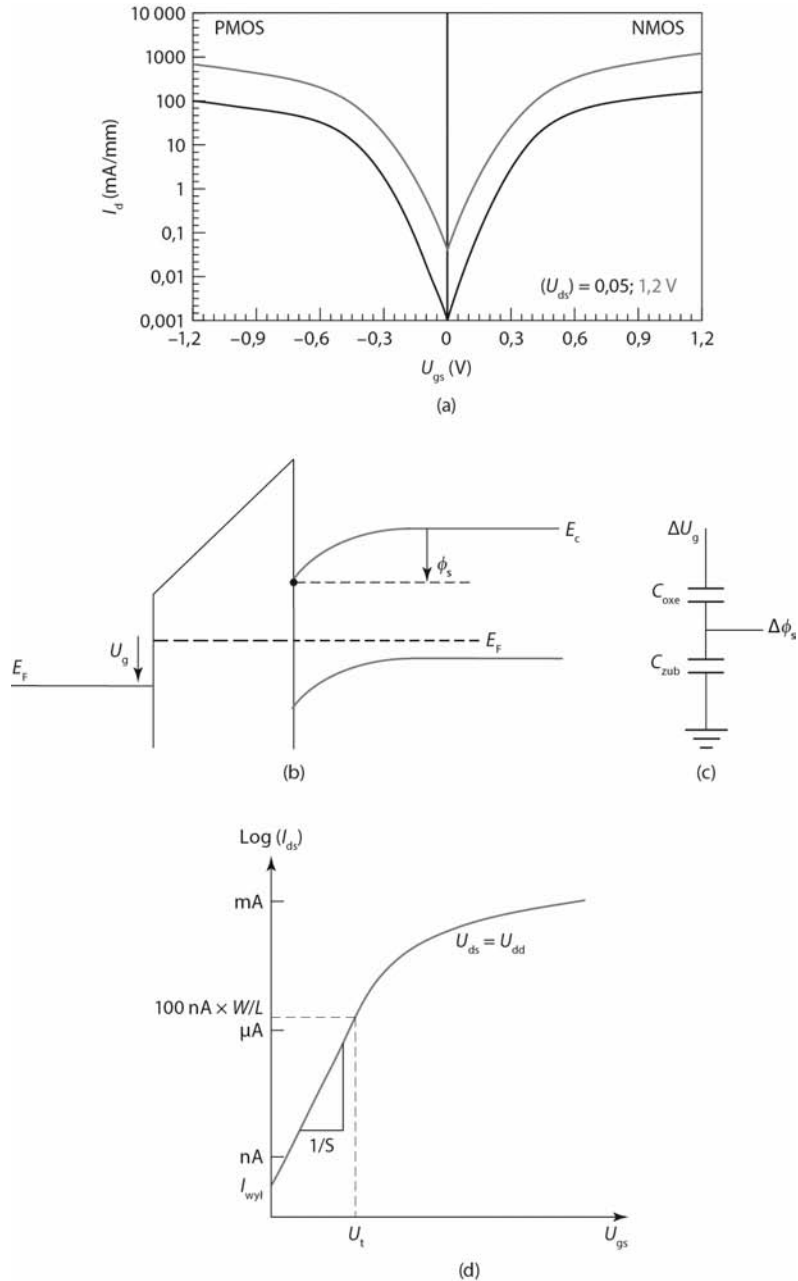 PMOS NMOS
10 000
1000
100
10
1
0,1
0,01
0,001
I_d (mA/mm)
(U_ds) = 0,05; 1,2 V
–1,2 –0,9 –0,6 –0,3 0 0,3 0,6 0,9 1,2
U_gs (V)
(a)
E_c
ϕ_s
U_g
E_F
E_F
(b)
ΔU_g
C_oxe
Δϕ_s
C_zub
(c)
Log (I_ds)
mA
U_ds = U_dd
100 nA × W/L
μA
1/S
nA
I_wył
U_t
U_gs
(d)